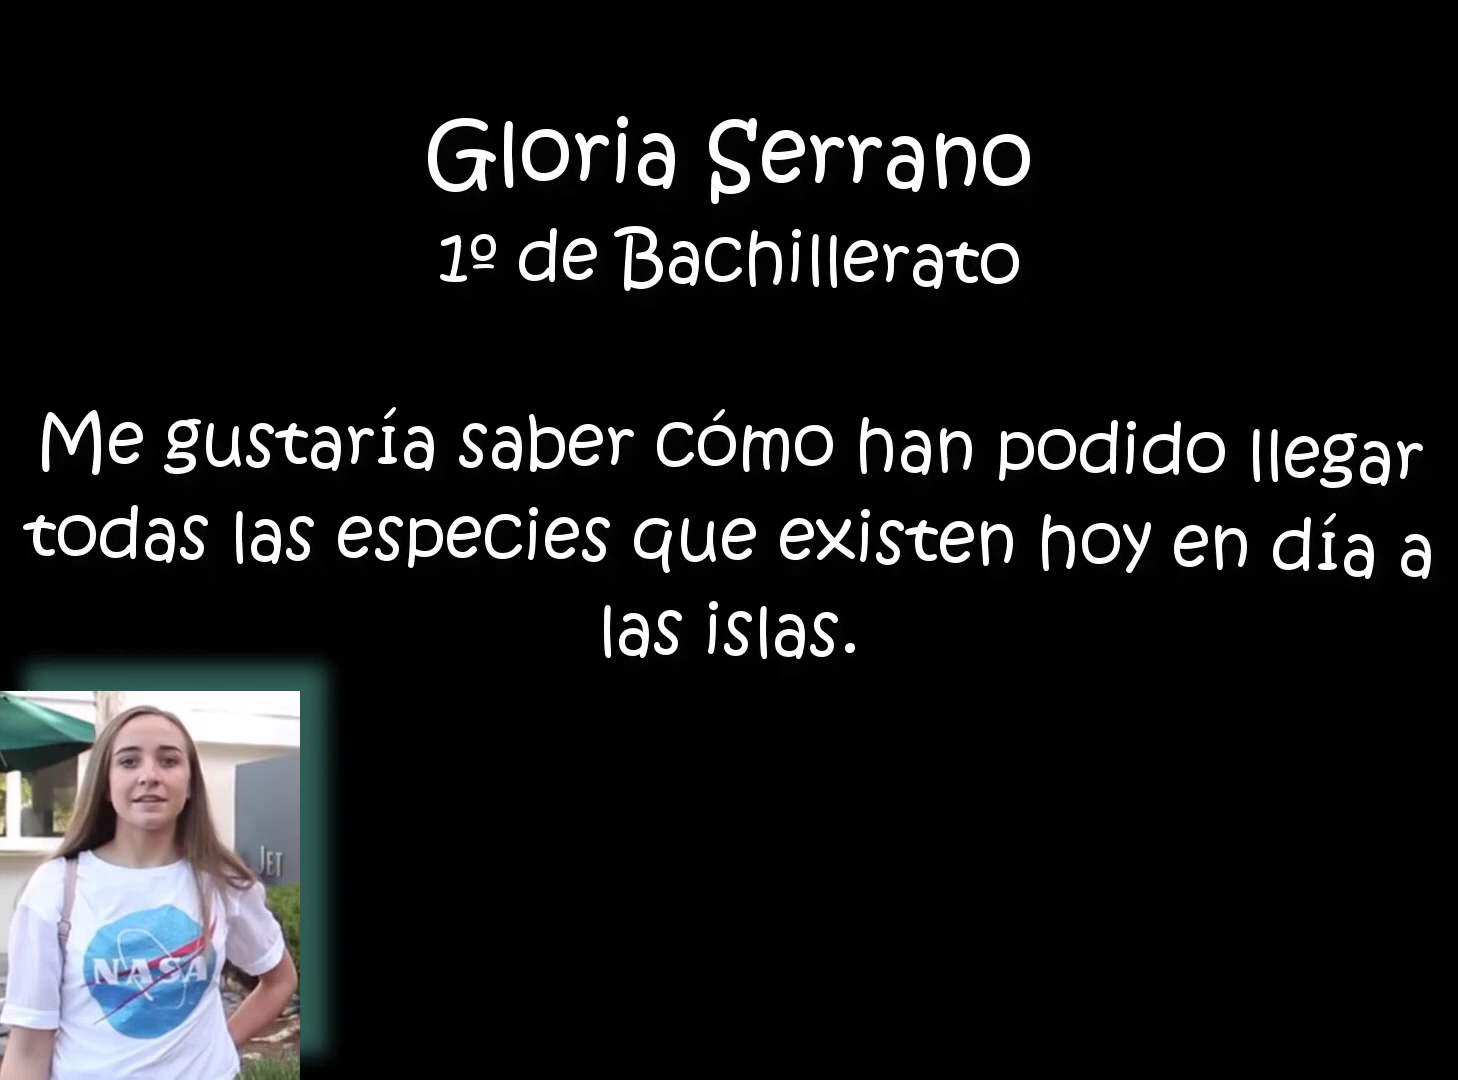 Gloria Serrano
1º de Bachillerato
Me gustaría saber cómo han podido llegar
todas las especies que existen hoy en día a
las islas.
JET
NASA